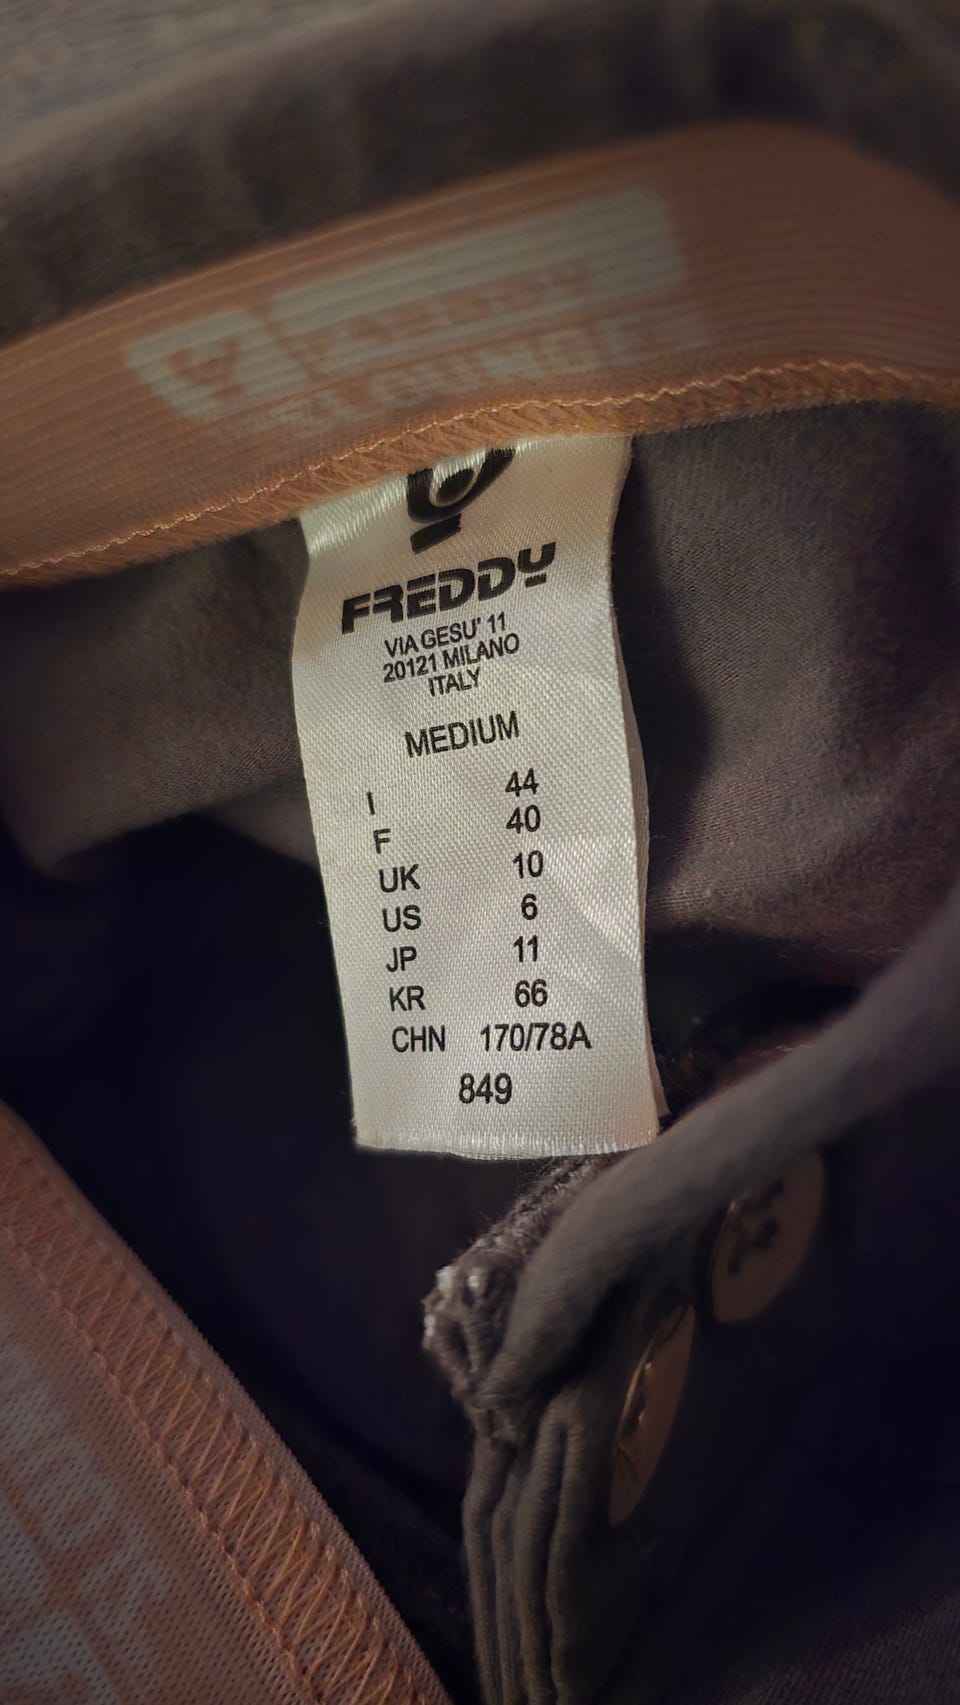 LOUNGE
FREDDY
VIA GESU' 11
20121 MILANO
ITALY
MEDIUM
I 44
F 40
UK 10
US 6
JP 11
KR 66
CHN 170/78A
849